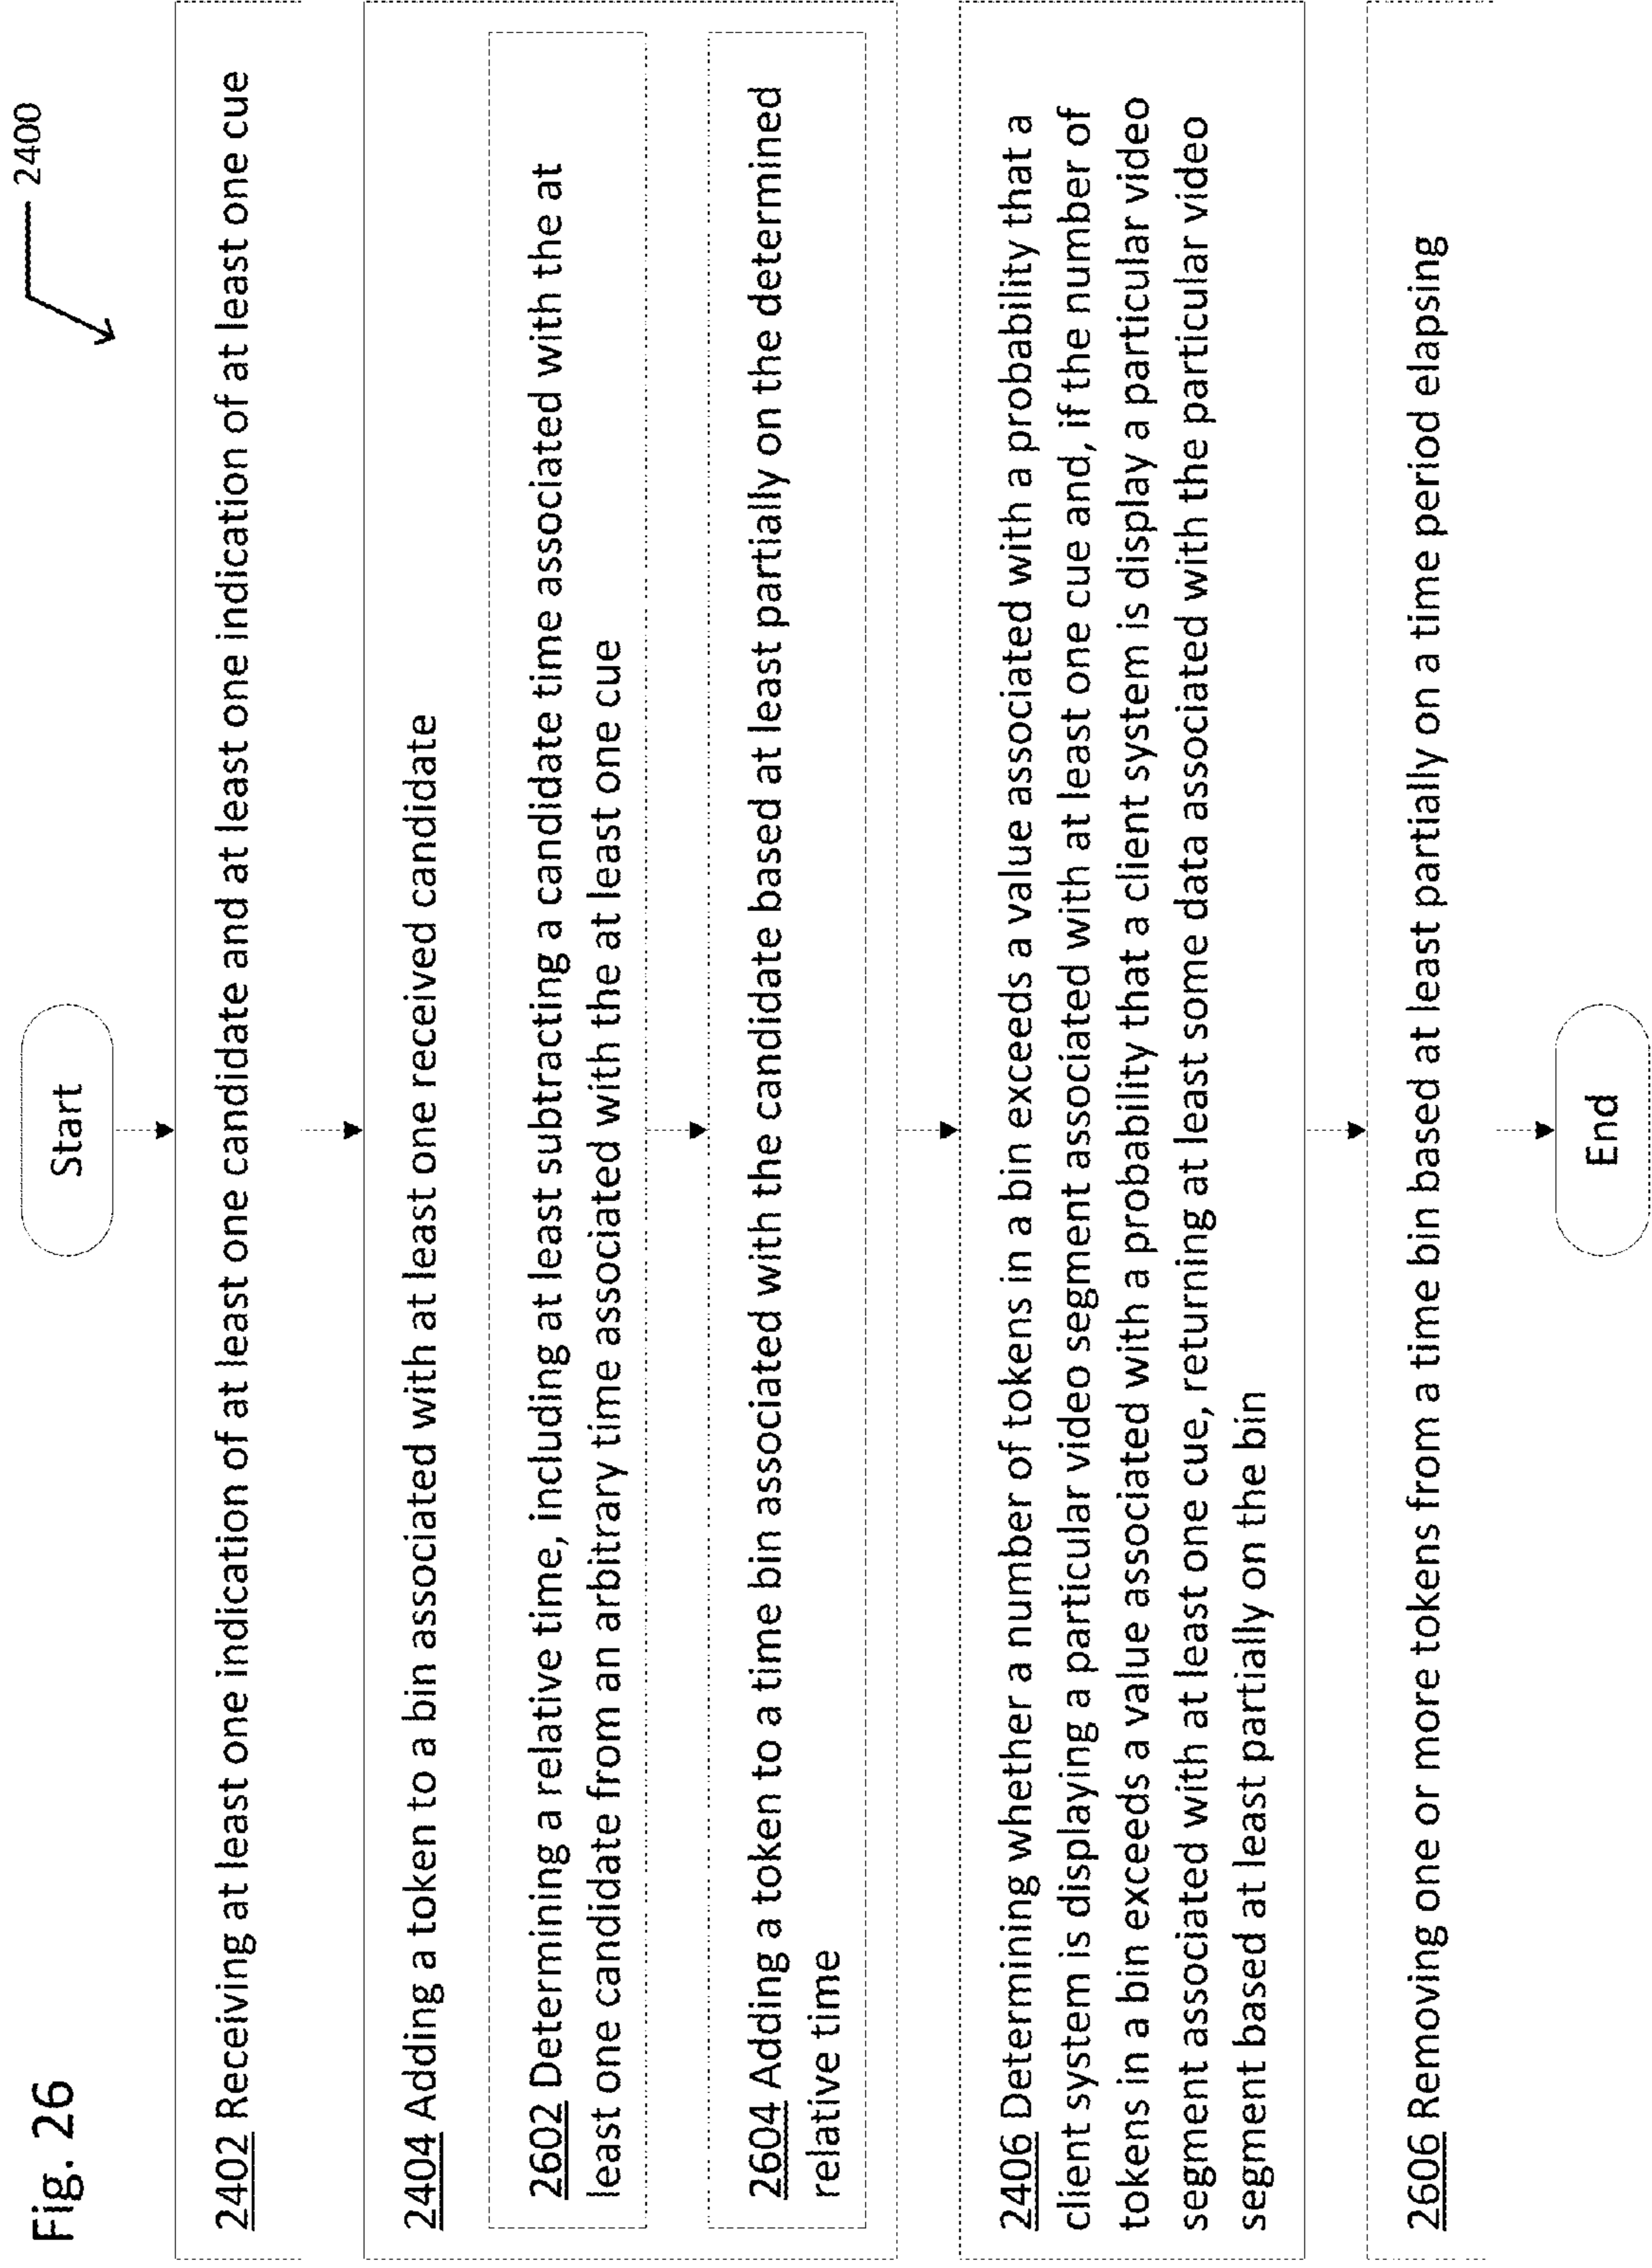 Fig. 26
2400
Start
2402 Receiving at least one indication of at least one candidate and at least one indication of at least one cue
2404 Adding a token to a bin associated with at least one received candidate
2602 Determining a relative time, including at least subtracting a candidate time associated with the at
least one candidate from an arbitrary time associated with the at least one cue
2604 Adding a token to a time bin associated with the candidate based at least partially on the determined
relative time
2406 Determining whether a number of tokens in a bin exceeds a value associated with a probability that a
client system is displaying a particular video segment associated with at least one cue and, if the number of
tokens in a bin exceeds a value associated with a probability that a client system is display a particular video
segment associated with at least one cue, returning at least some data associated with the particular video
segment based at least partially on the bin
2606 Removing one or more tokens from a time bin based at least partially on a time period elapsing
End